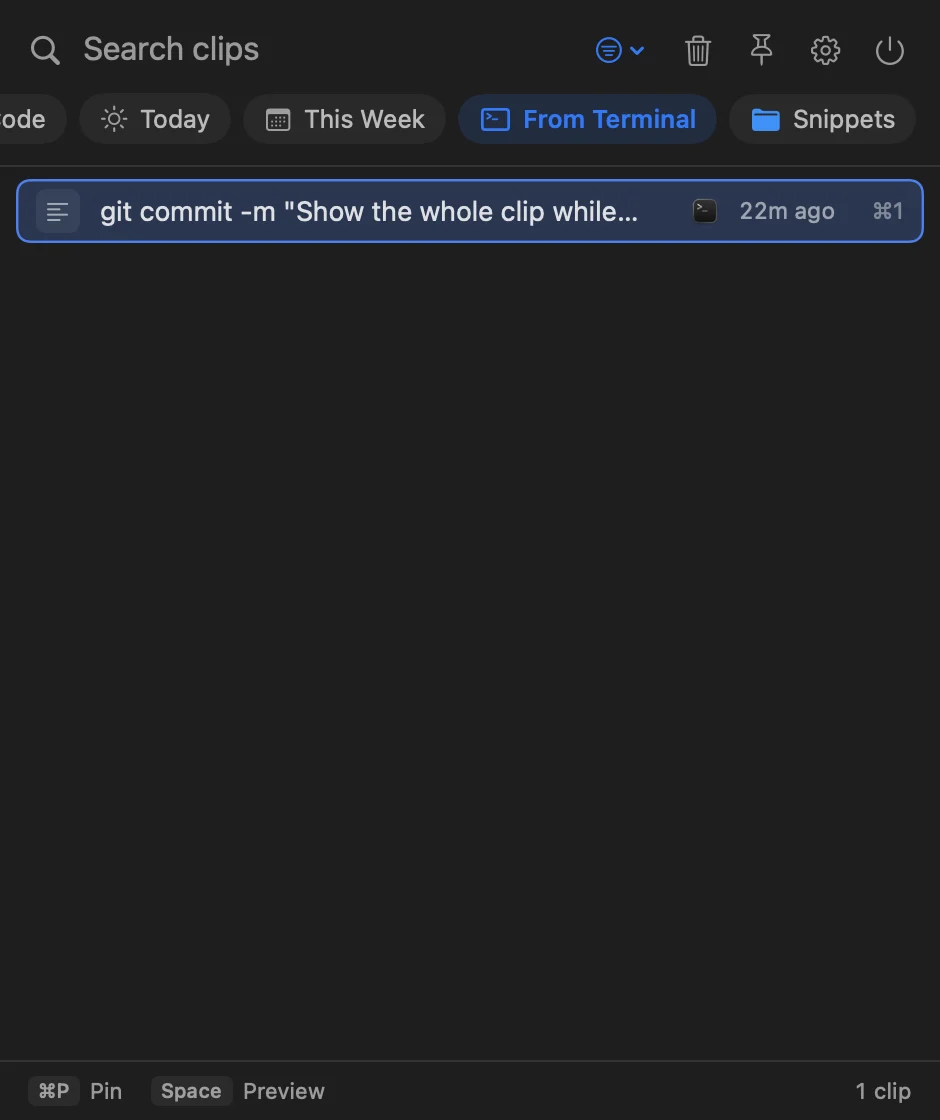 Search clips
ode Today This Week From Terminal Snippets
git commit -m "Show the whole clip while... 22m ago ⌘1
⌘P Pin Space Preview 1 clip